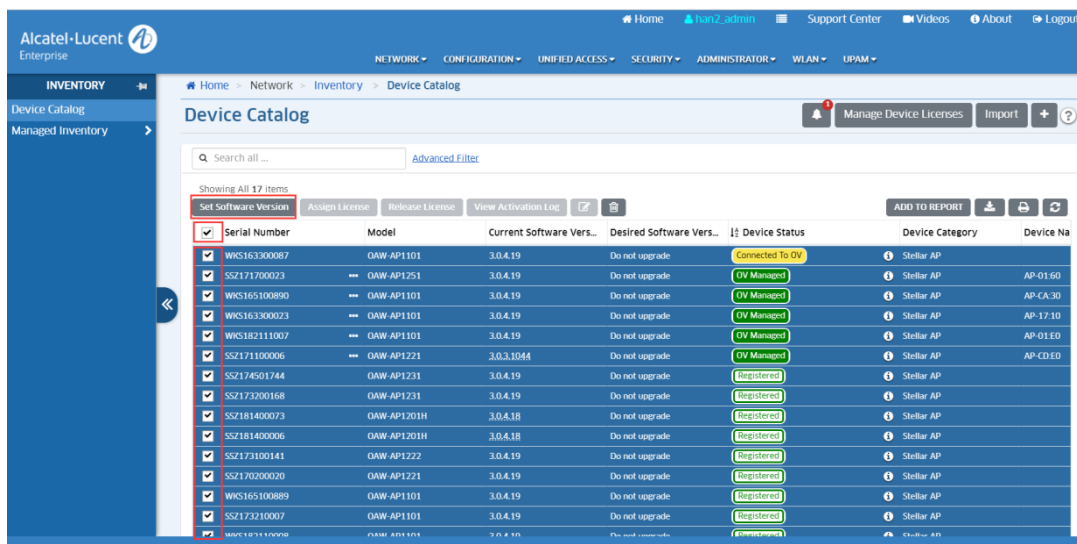 Home han2_admin Support Center Videos About Logout
Alcatel·Lucent
Enterprise
NETWORK CONFIGURATION UNIFIED ACCESS SECURITY ADMINISTRATOR WLAN UPAM
INVENTORY
Device Catalog
Managed Inventory
Home > Network > Inventory > Device Catalog
Device Catalog
1
Manage Device Licenses Import + ?
Search all ... Advanced Filter
Showing All 17 items
Set Software Version Assign License Release License View Activation Log ADD TO REPORT
Serial Number Model Current Software Vers... Desired Software Vers... Device Status Device Category Device Na
WKS163300087 OAW-AP1101 3.0.4.19 Do not upgrade Connected To OV Stellar AP
SSZ171700023 ••• OAW-AP1251 3.0.4.19 Do not upgrade OV Managed Stellar AP AP-01:60
WKS165100890 ••• OAW-AP1101 3.0.4.19 Do not upgrade OV Managed Stellar AP AP-CA:30
WKS163300023 ••• OAW-AP1101 3.0.4.19 Do not upgrade OV Managed Stellar AP AP-17:10
WKS182111007 ••• OAW-AP1101 3.0.4.19 Do not upgrade OV Managed Stellar AP AP-01:E0
SSZ171100006 ••• OAW-AP1221 3.0.3.1044 Do not upgrade OV Managed Stellar AP AP-CD:E0
SSZ174501744 OAW-AP1231 3.0.4.19 Do not upgrade Registered Stellar AP
SSZ173200168 OAW-AP1231 3.0.4.19 Do not upgrade Registered Stellar AP
SSZ181400073 OAW-AP1201H 3.0.4.18 Do not upgrade Registered Stellar AP
SSZ181400006 OAW-AP1201H 3.0.4.18 Do not upgrade Registered Stellar AP
SSZ173100141 OAW-AP1222 3.0.4.19 Do not upgrade Registered Stellar AP
SSZ170200020 OAW-AP1221 3.0.4.19 Do not upgrade Registered Stellar AP
WKS165100889 OAW-AP1101 3.0.4.19 Do not upgrade Registered Stellar AP
SSZ173210007 OAW-AP1101 3.0.4.19 Do not upgrade Registered Stellar AP
WKS182110008 OAW-AP1101 3.0.4.19 Do not upgrade Registered Stellar AP